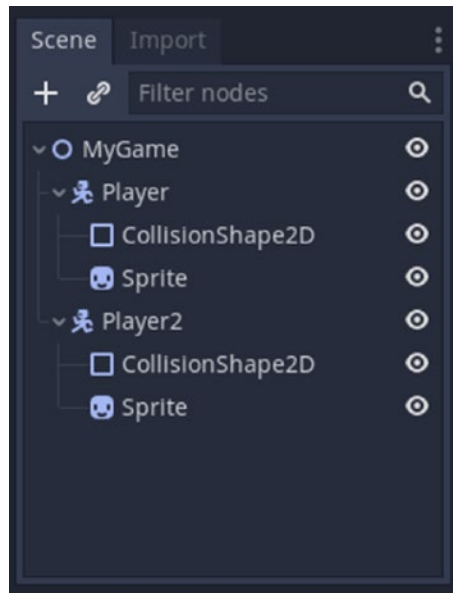 Scene Import
Filter nodes
MyGame
Player
CollisionShape2D
Sprite
Player2
CollisionShape2D
Sprite